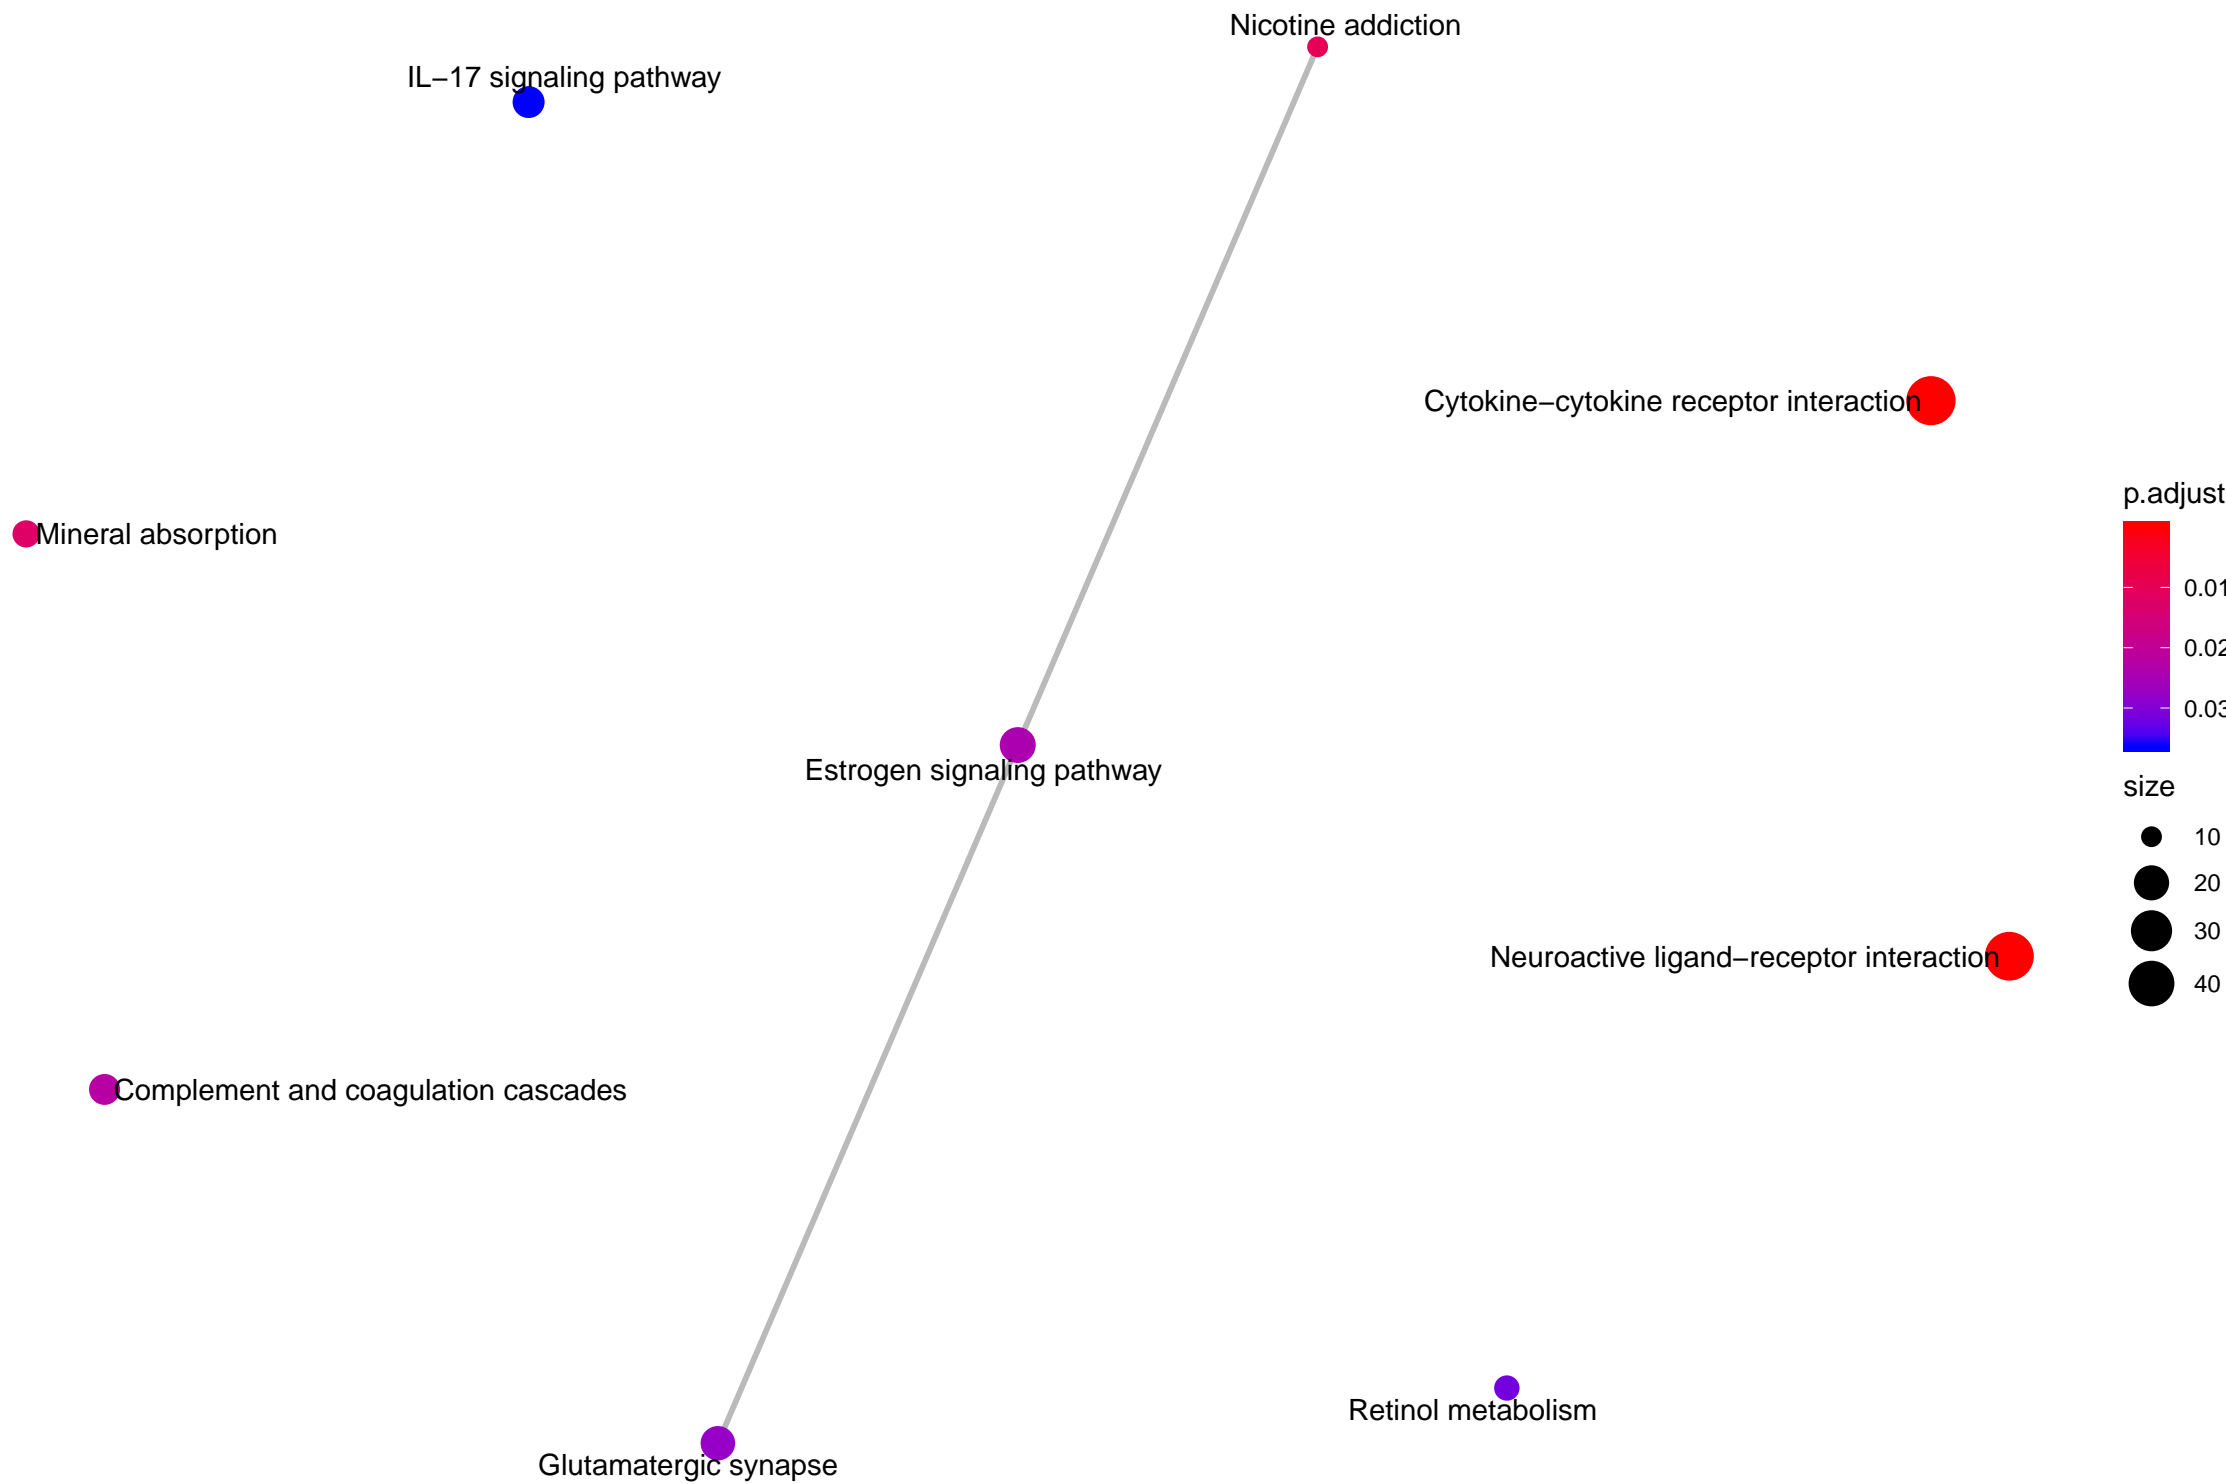 Nicotine addiction
IL−17 signaling pathway
Cytokine−cytokine receptor interaction
p.adjust
0.01
0.02
0.03
Mineral absorption
Estrogen signaling pathway
size
10
20
30
40
Neuroactive ligand−receptor interaction
Complement and coagulation cascades
Retinol metabolism
Glutamatergic synapse